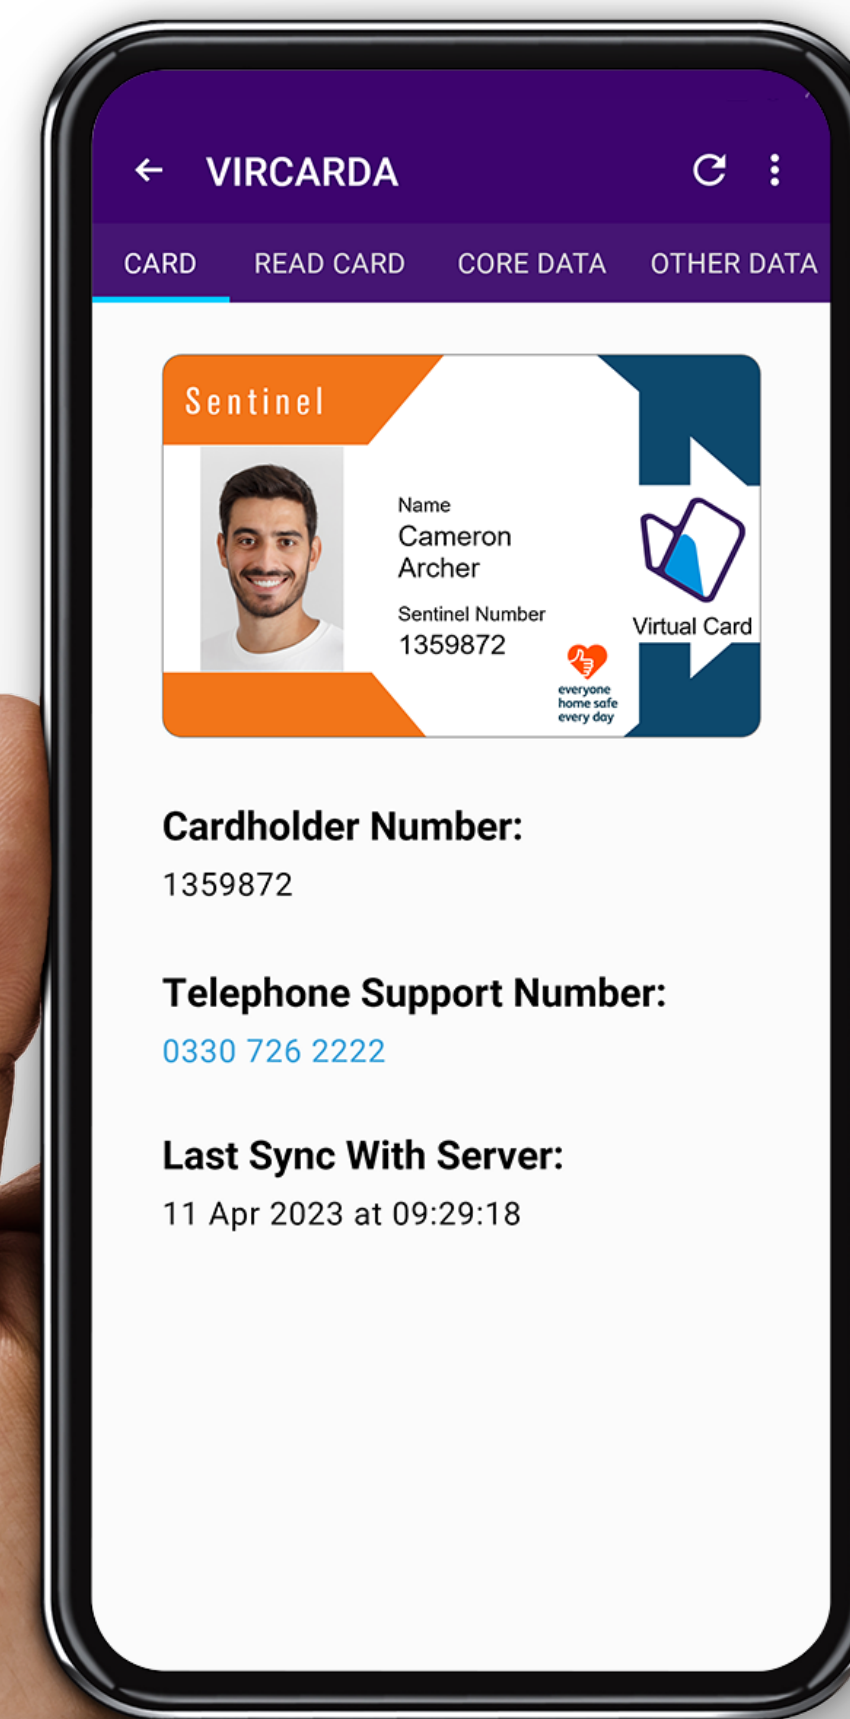 VIRCARDA
CARD READ CARD CORE DATA OTHER DATA
Sentinel
Name
Cameron
Archer
Sentinel Number
1359872
everyone
home safe
every day
Virtual Card
Cardholder Number:
1359872
Telephone Support Number:
0330 726 2222
Last Sync With Server:
11 Apr 2023 at 09:29:18